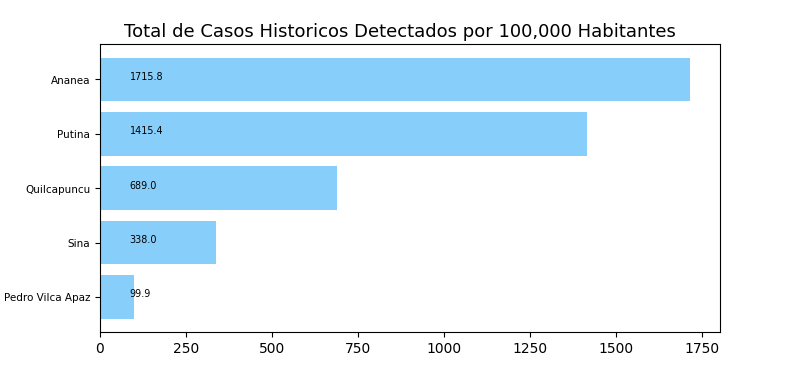 Total de Casos Historicos Detectados por 100,000 Habitantes
Ananea 1715.8
Putina 1415.4
Quilcapuncu 689.0
Sina 338.0
Pedro Vilca Apaz 99.9
0 250 500 750 1000 1250 1500 1750